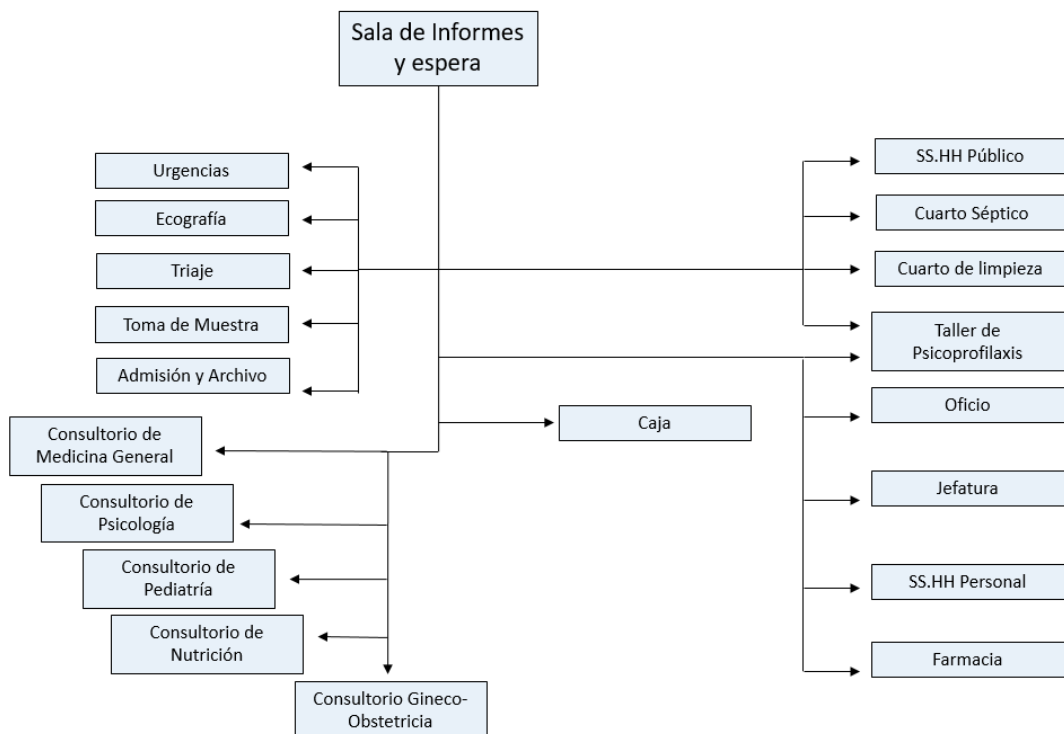 Sala de Informes
y espera
Urgencias
Ecografía
Triaje
Toma de Muestra
Admisión y Archivo
SS.HH Público
Cuarto Séptico
Cuarto de limpieza
Taller de
Psicoprofilaxis
Oficio
Caja
Consultorio de
Medicina General
Consultorio de
Psicología
Consultorio de
Pediatría
Consultorio de
Nutrición
Consultorio Gineco-
Obstetricia
Jefatura
SS.HH Personal
Farmacia